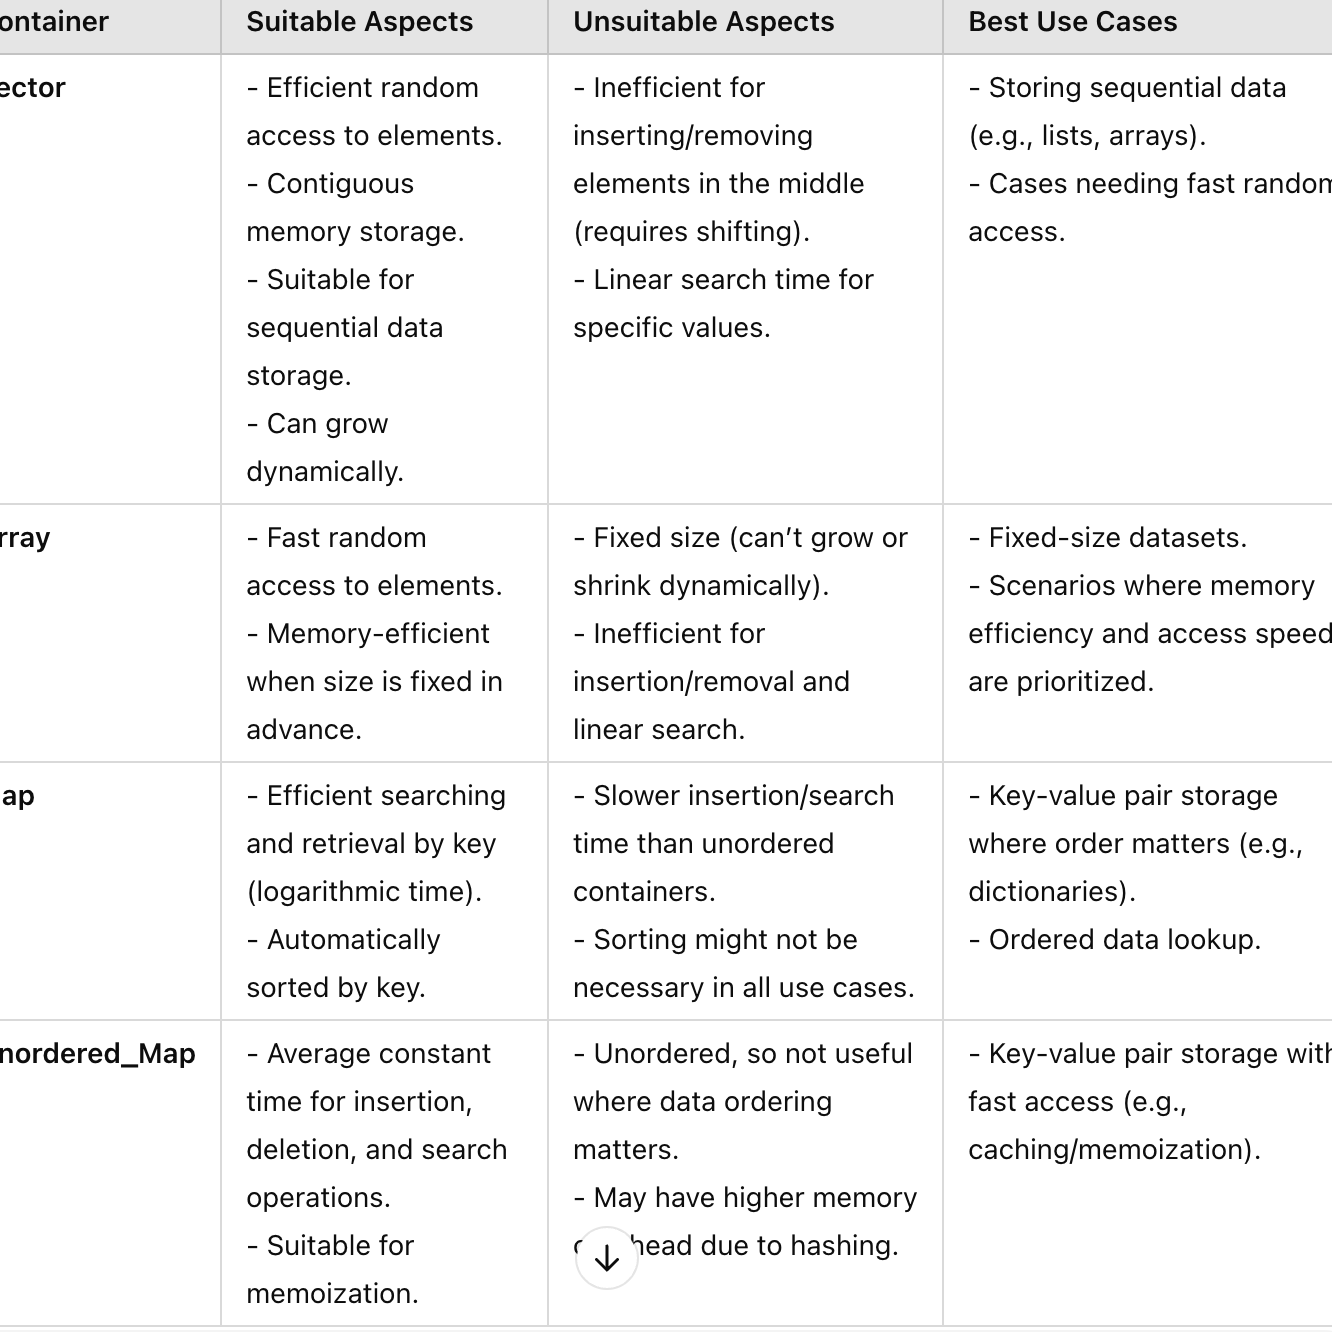 ontainer Suitable Aspects Unsuitable Aspects Best Use Cases
ector
- Efficient random
access to elements.
- Contiguous
memory storage.
- Suitable for
sequential data
storage.
- Can grow
dynamically.
- Inefficient for
inserting/removing
elements in the middle
(requires shifting).
- Linear search time for
specific values.
- Storing sequential data
(e.g., lists, arrays).
- Cases needing fast random
access.
rray
- Fast random
access to elements.
- Memory-efficient
when size is fixed in
advance.
- Fixed size (can’t grow or
shrink dynamically).
- Inefficient for
insertion/removal and
linear search.
- Fixed-size datasets.
- Scenarios where memory
efficiency and access speed
are prioritized.
ap
- Efficient searching
and retrieval by key
(logarithmic time).
- Automatically
sorted by key.
- Slower insertion/search
time than unordered
containers.
- Sorting might not be
necessary in all use cases.
- Key-value pair storage
where order matters (e.g.,
dictionaries).
- Ordered data lookup.
nordered_Map
- Average constant
time for insertion,
deletion, and search
operations.
- Suitable for
memoization.
- Unordered, so not useful
where data ordering
matters.
- May have higher memory
head due to hashing.
- Key-value pair storage with
fast access (e.g.,
caching/memoization).